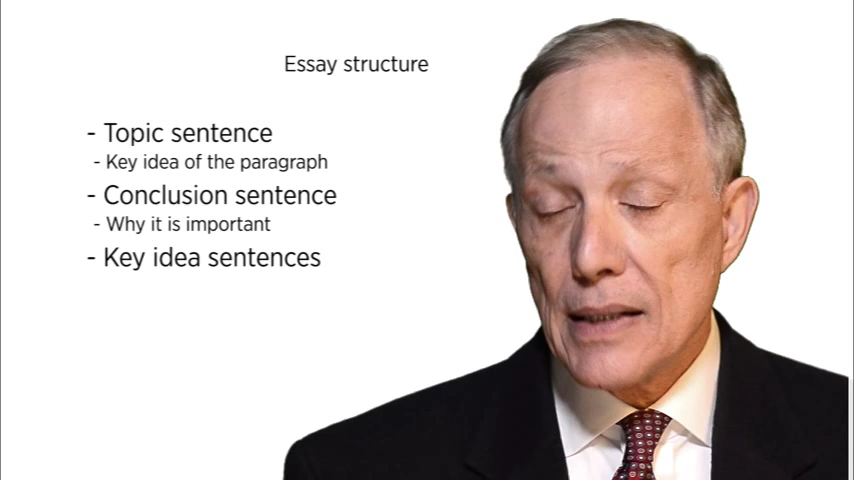 Essay structure
- Topic sentence
- Key idea of the paragraph
- Conclusion sentence
- Why it is important
- Key idea sentences